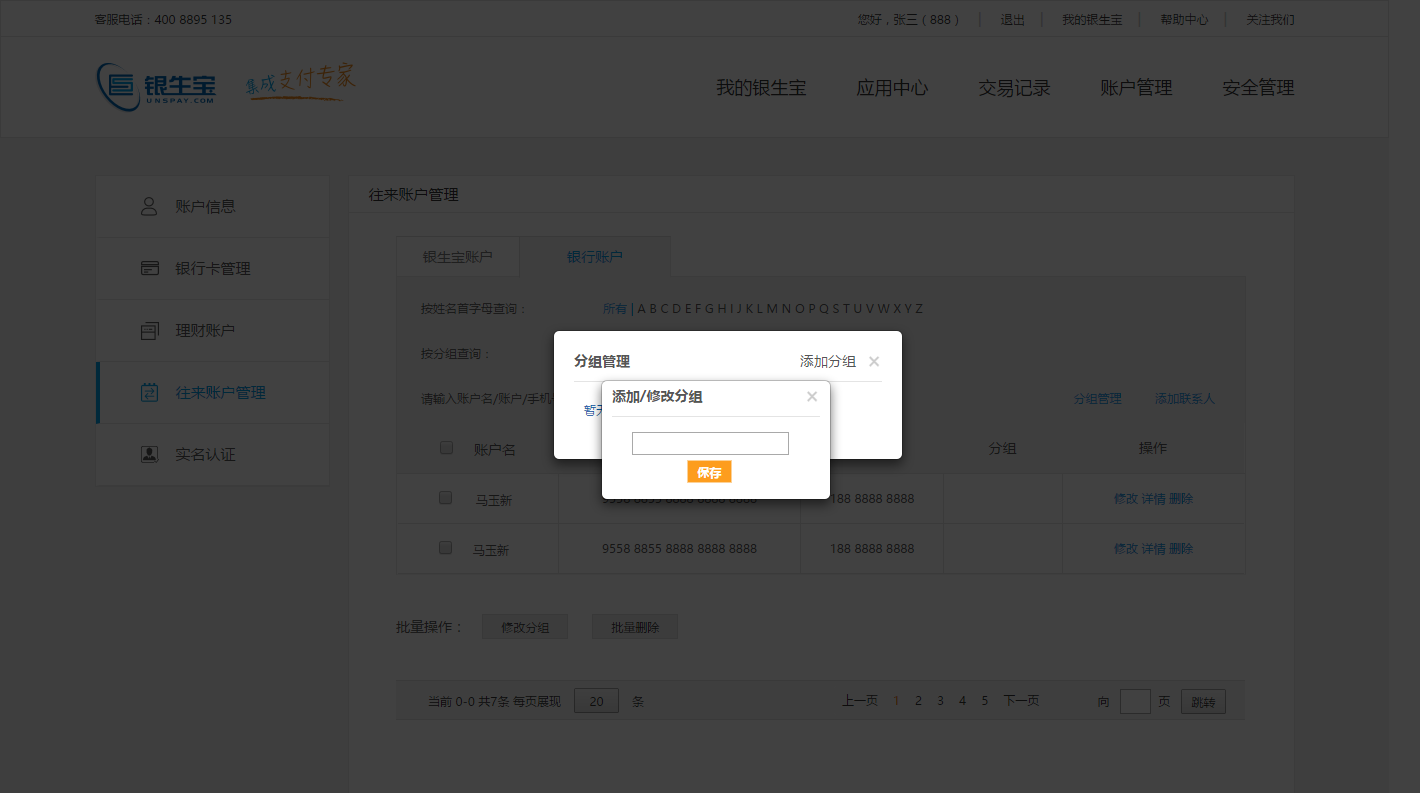 客服电话：400 8895 135
您好，张三（888） | 退出 | 我的银生宝 | 帮助中心 | 关注我们
银生宝
UNSPAY.COM
集成支付专家
我的银生宝 应用中心 交易记录 账户管理 安全管理
账户信息
银行卡管理
理财账户
往来账户管理
实名认证
往来账户管理
银生宝账户 银行账户
按姓名首字母查询： 所有 | A B C D E F G H I J K L M N O P Q S T U V W X Y Z
按分组查询：
请输入账户名/账户/手机 分组管理 添加联系人
账户名 分组 操作
马玉新 9558 8855 8888 8888 8888 188 8888 8888 修改 详情 删除
马玉新 9558 8855 8888 8888 8888 188 8888 8888 修改 详情 删除
分组管理 添加分组 ×
暂
添加/修改分组 ×
保存
批量操作： 修改分组 批量删除
当前 0-0 共7条 每页展现 20 条 上一页 1 2 3 4 5 下一页 向 页 跳转